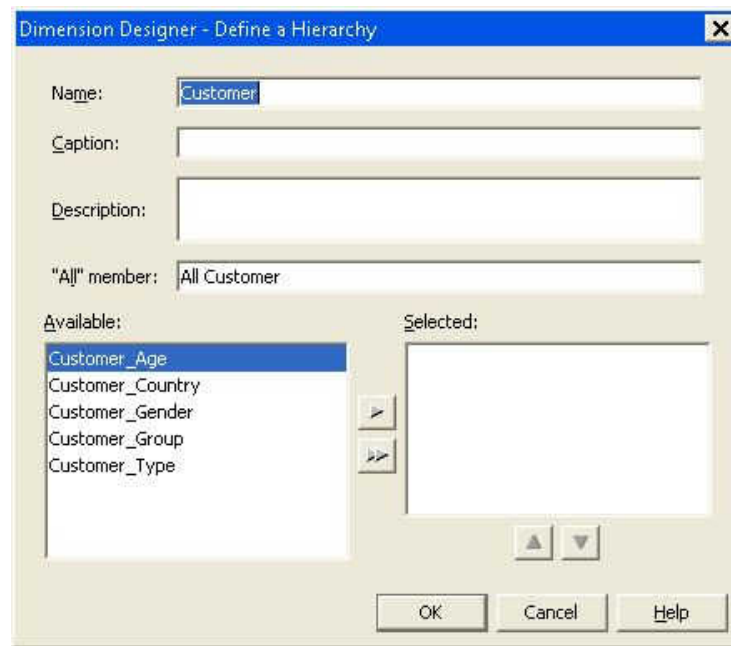 Dimension Designer - Define a Hierarchy
Name: Customer
Caption:
Description:
"All" member: All Customer
Available: Selected:
Customer_Age
Customer_Country
Customer_Gender
Customer_Group
Customer_Type
OK Cancel Help